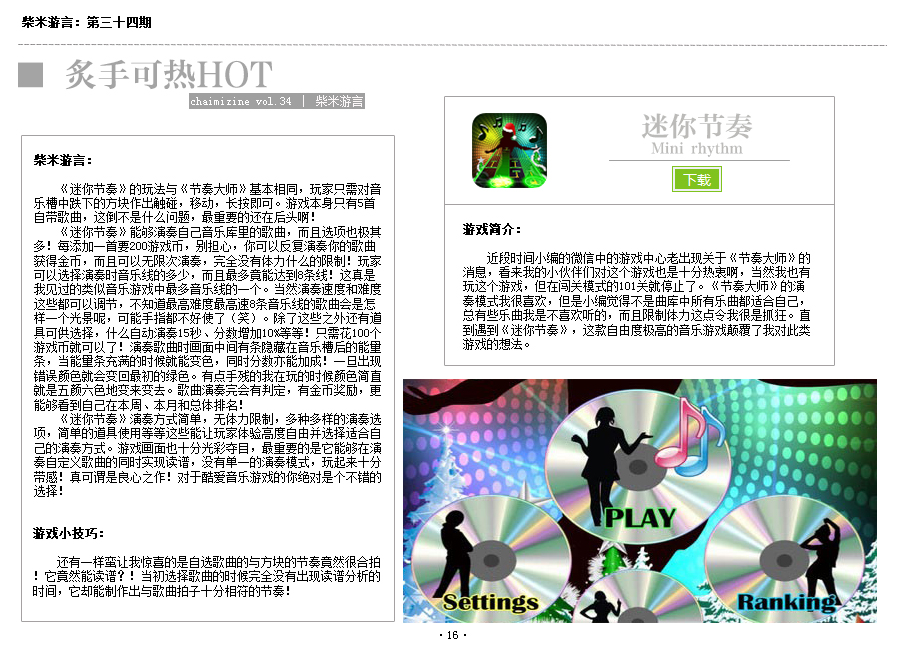 柴米游言：第三十四期
炙手可热HOT
chaimizine vol.34 | 柴米游言
柴米游言：
《迷你节奏》的玩法与《节奏大师》基本相同，玩家只需对音
乐槽中跌下的方块作出触碰，移动，长按即可。游戏本身只有5首
自带歌曲，这倒不是什么问题，最重要的还在后头啊！
《迷你节奏》能够演奏自己音乐库里的歌曲，而且选项也极其
多！每添加一首要200游戏币，别担心，你可以反复演奏你的歌曲
获得金币，而且可以无限次演奏，完全没有体力什么的限制！玩家
可以选择演奏时音乐线的多少，而且最多竟能达到8条线！这真是
我见过的类似音乐游戏中最多音乐线的一个。当然演奏速度和难度
这些都可以调节，不知道最高难度最高速8条音乐线的歌曲会是怎
样一个光景呢，可能手指都不好使了（笑）。除了这些之外还有道
具可供选择，什么自动演奏15秒、分数增加10%等等！只需花100个
游戏币就可以了！演奏歌曲时画面中间有条隐藏在音乐槽后的能量
条，当能量条充满的时候就能变色，同时分数亦能加成！一旦出现
错误颜色就会变回最初的绿色。有点手残的我在玩的时候颜色简直
就是五颜六色地变来变去。歌曲演奏完会有判定，有金币奖励，更
能够看到自己在本周、本月和总体排名！
《迷你节奏》演奏方式简单，无体力限制，多种多样的演奏选
项，简单的道具使用等等这些能让玩家体验高度自由并选择适合自
己的演奏方式。游戏画面也十分光彩夺目，最重要的是它能够在演
奏自定义歌曲的同时实现读谱，没有单一的演奏模式，玩起来十分
带感！真可谓是良心之作！对于酷爱音乐游戏的你绝对是个不错的
选择！
游戏小技巧：
还有一样蛮让我惊喜的是自选歌曲的与方块的节奏竟然很合拍
！它竟然能读谱？！当初选择歌曲的时候完全没有出现读谱分析的
时间，它却能制作出与歌曲拍子十分相符的节奏！
迷你节奏
Mini rhythm
下载
游戏简介：
近段时间小编的微信中的游戏中心老出现关于《节奏大师》的
消息，看来我的小伙伴们对这个游戏也是十分热衷啊，当然我也有
玩这个游戏，但在闯关模式的101关就停止了。《节奏大师》的演
奏模式我很喜欢，但是小编觉得不是曲库中所有乐曲都适合自己，
总有些乐曲我是不喜欢听的，而且限制体力这点令我很是抓狂。直
到遇到《迷你节奏》，这款自由度极高的音乐游戏颠覆了我对此类
游戏的想法。
PLAY
Settings
Ranking
· 16 ·